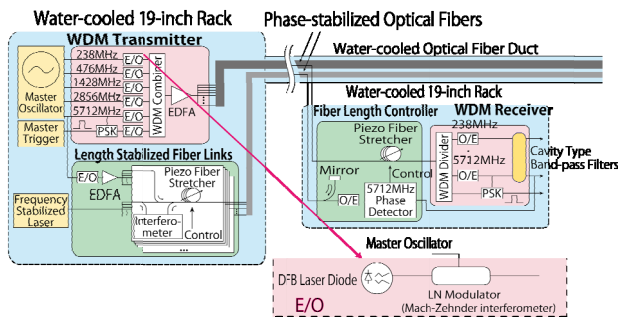 Water-cooled 19-inch Rack
Phase-stabilized Optical Fibers
WDM Transmitter
Water-cooled Optical Fiber Duct
238MHz
476MHz
1428MHz
2856MHz
5712MHz
E/O
E/O
E/O
E/O
E/O
PSK
WDM Combiner
EDFA
Master
Oscillator
Master
Trigger
Length Stabilized Fiber Links
E/O
EDFA
Piezo Fiber
Stretcher
Frequency
Stabilized
Laser
Interfero-
meter
Control
...
Water-cooled 19-inch Rack
Fiber Length Controller
WDM Receiver
Piezo Fiber
Stretcher
Mirror
Control
O/E
5712MHz
Phase
Detector
WDM Divider
238MHz
O/E
5712MHz
O/E
PSK
Cavity Type
Band-pass Filters
Master Oscillator
DFB Laser Diode
E/O
LN Modulator
(Mach-Zehnder interferometer)